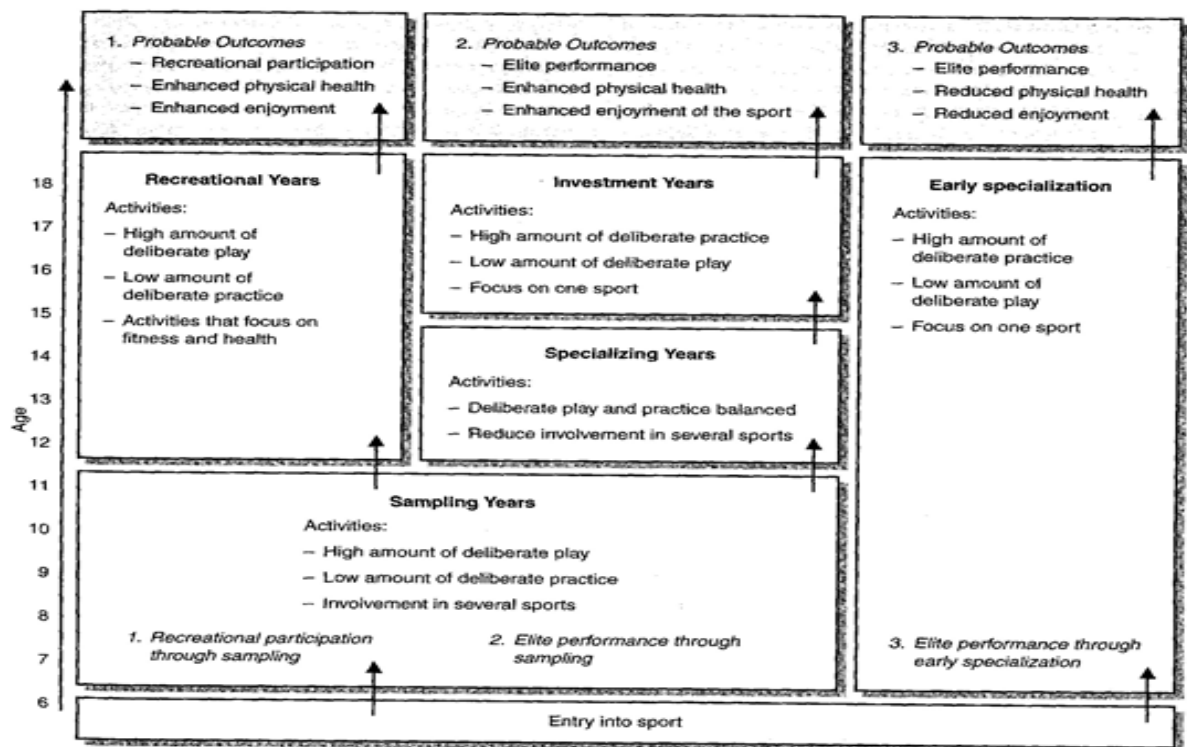 1. Probable Outcomes
– Recreational participation
– Enhanced physical health
– Enhanced enjoyment
2. Probable Outcomes
– Elite performance
– Enhanced physical health
– Enhanced enjoyment of the sport
3. Probable Outcomes
– Elite performance
– Reduced physical health
– Reduced enjoyment
Age
18
17
16
15
14
13
12
11
10
9
8
7
6
Recreational Years
Activities:
– High amount of
deliberate play
– Low amount of
deliberate practice
– Activities that focus on
fitness and health
Investment Years
Activities:
– High amount of deliberate practice
– Low amount of deliberate play
– Focus on one sport
Specializing Years
Activities:
– Deliberate play and practice balanced
– Reduce involvement in several sports
Early specialization
Activities:
– High amount of
deliberate practice
– Low amount of
deliberate play
– Focus on one sport
Sampling Years
Activities:
– High amount of deliberate play
– Low amount of deliberate practice
– Involvement in several sports
1. Recreational participation
through sampling
2. Elite performance through
sampling
3. Elite performance through
early specialization
Entry into sport